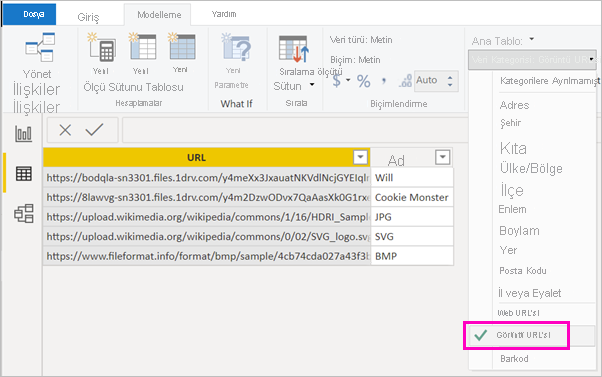 Dosya Giriş Modelleme Yardım
Yönet
İlişkiler
İlişkiler
Yeni Yeni Yeni
Ölçü Sütunu Tablosu
Hesaplamalar
Yeni
Parametre
What If
Sıralama ölçütü
Sütun
Sırala
Veri türü: Metin
Biçim: Metin
$ % , Auto
Biçimlendirme
Ana Tablo:
Veri Kategorisi: Görüntü URL'si
Kategorilere Ayrılmamış
Adres
Şehir
Kıta
Ülke/Bölge
İlçe
Enlem
Boylam
Yer
Posta Kodu
İl veya Eyalet
Web URL'si
Görüntü URL'si
Barkod
URL Ad
https://bodqla-sn3301.files.1drv.com/y4meXx3JxauatNKVdlNcjGYEIqIn Will
https://8lawvg-sn3301.files.1drv.com/y4m2DzwODvx7QaAasXk0G1rx Cookie Monster
https://upload.wikimedia.org/wikipedia/commons/1/16/HDRI_Sampl JPG
https://upload.wikimedia.org/wikipedia/commons/0/02/SVG_logo.sv SVG
https://www.fileformat.info/format/bmp/sample/4cb74cda027a43f3b BMP